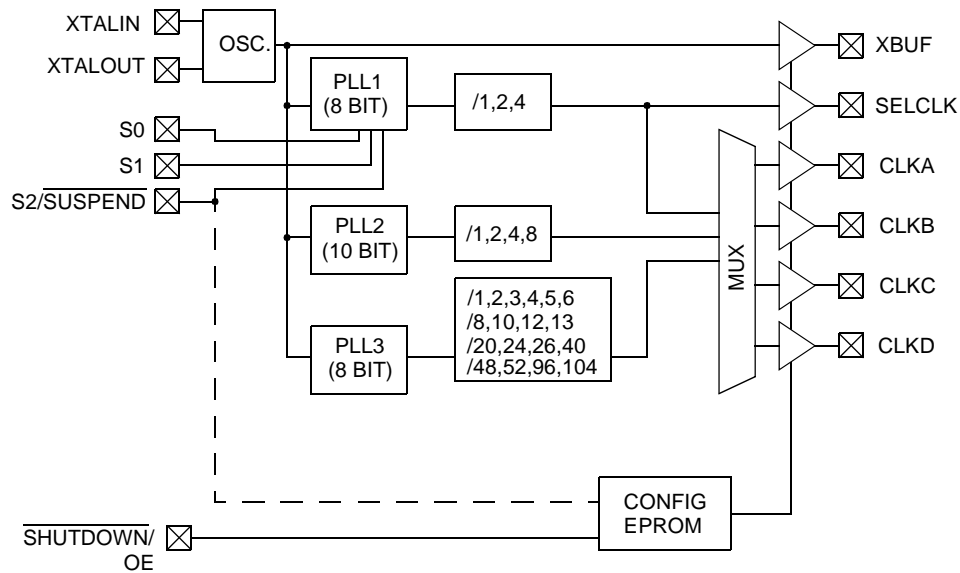 XTALIN
OSC.
XBUF
XTALOUT
PLL1
(8 BIT)
/1,2,4
SELCLK
S0
S1
S2/SUSPEND
CLKA
PLL2
(10 BIT)
/1,2,4,8
MUX
CLKB
CLKC
PLL3
(8 BIT)
/1,2,3,4,5,6
/8,10,12,13
/20,24,26,40
/48,52,96,104
CLKD
CONFIG
EPROM
SHUTDOWN/
OE